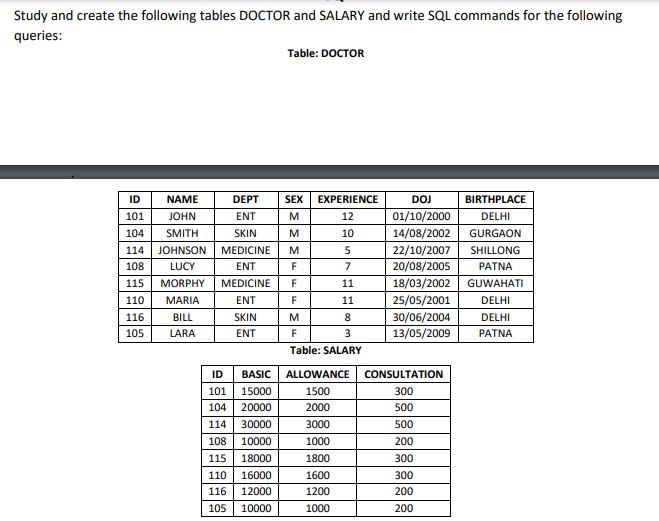 Study and create the following tables DOCTOR and SALARY and write SQL commands for the following
queries:
Table: DOCTOR
ID NAME DEPT SEX EXPERIENCE DOJ BIRTHPLACE
101 JOHN ENT M 12 01/10/2000 DELHI
104 SMITH SKIN M 10 14/08/2002 GURGAON
114 JOHNSON MEDICINE M 5 22/10/2007 SHILLONG
108 LUCY ENT F 7 20/08/2005 PATNA
115 MORPHY MEDICINE F 11 18/03/2002 GUWAHATI
110 MARIA ENT F 11 25/05/2001 DELHI
116 BILL SKIN M 8 30/06/2004 DELHI
105 LARA ENT F 3 13/05/2009 PATNA
Table: SALARY
ID BASIC ALLOWANCE CONSULTATION
101 15000 1500 300
104 20000 2000 500
114 30000 3000 500
108 10000 1000 200
115 18000 1800 300
110 16000 1600 300
116 12000 1200 200
105 10000 1000 200